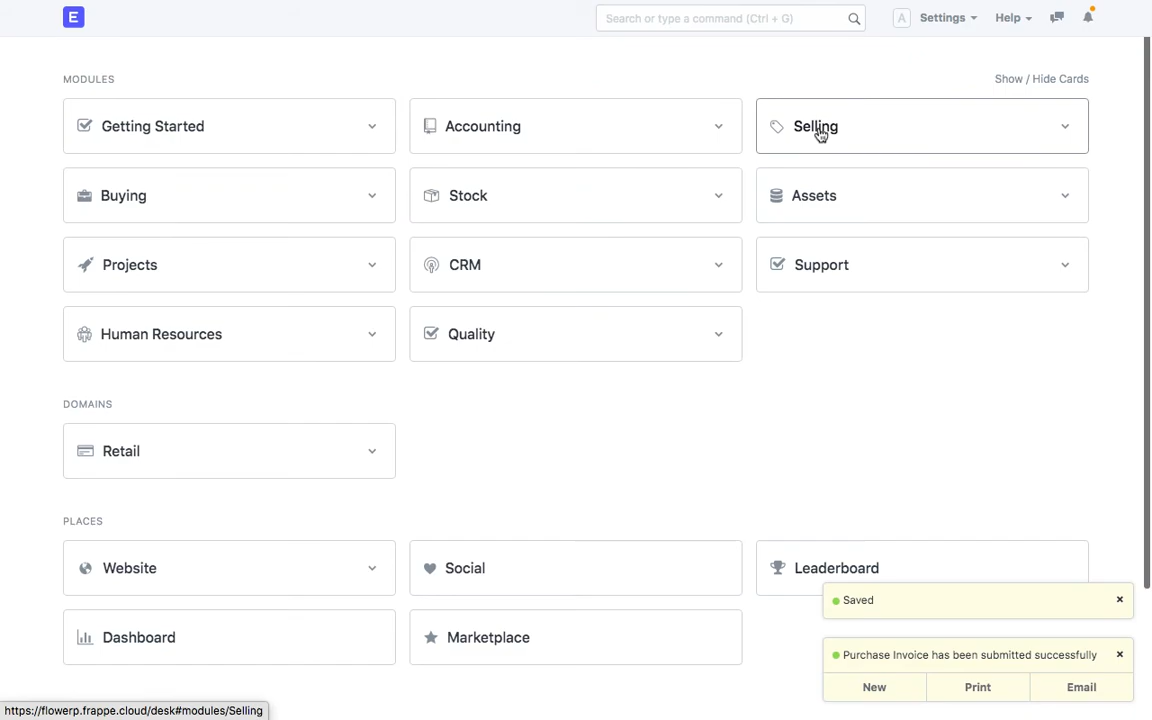 E
Search or type a command (Ctrl + G)
A
Settings
Help
MODULES
Show / Hide Cards
Getting Started
Accounting
Selling
Buying
Stock
Assets
Projects
CRM
Support
Human Resources
Quality
DOMAINS
Retail
PLACES
Website
Social
Leaderboard
Saved
Dashboard
Marketplace
Purchase Invoice has been submitted successfully
New
Print
Email
https://flowerp.frappe.cloud/desk#modules/Selling